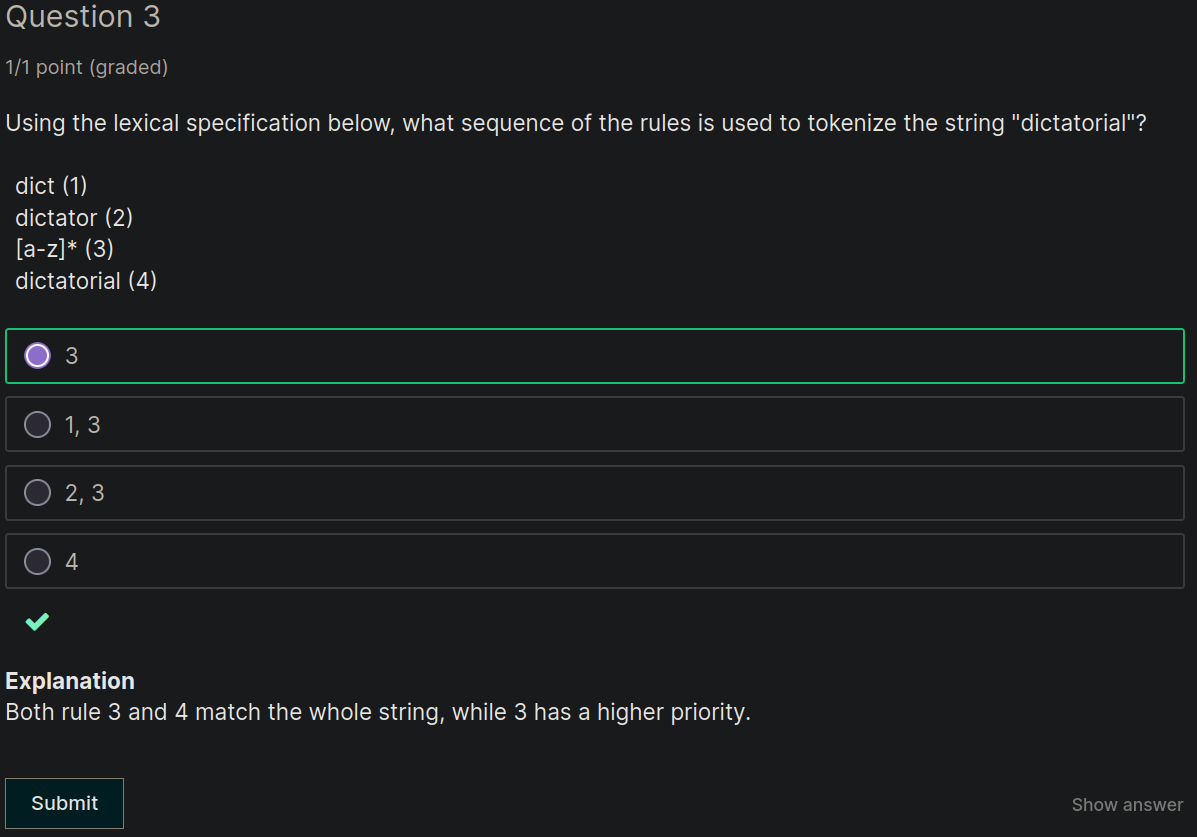 Question 3
1/1 point (graded)
Using the lexical specification below, what sequence of the rules is used to tokenize the string "dictatorial"?
dict (1)
dictator (2)
[a-z]* (3)
dictatorial (4)
3
1, 3
2, 3
4
Explanation
Both rule 3 and 4 match the whole string, while 3 has a higher priority.
Submit
Show answer